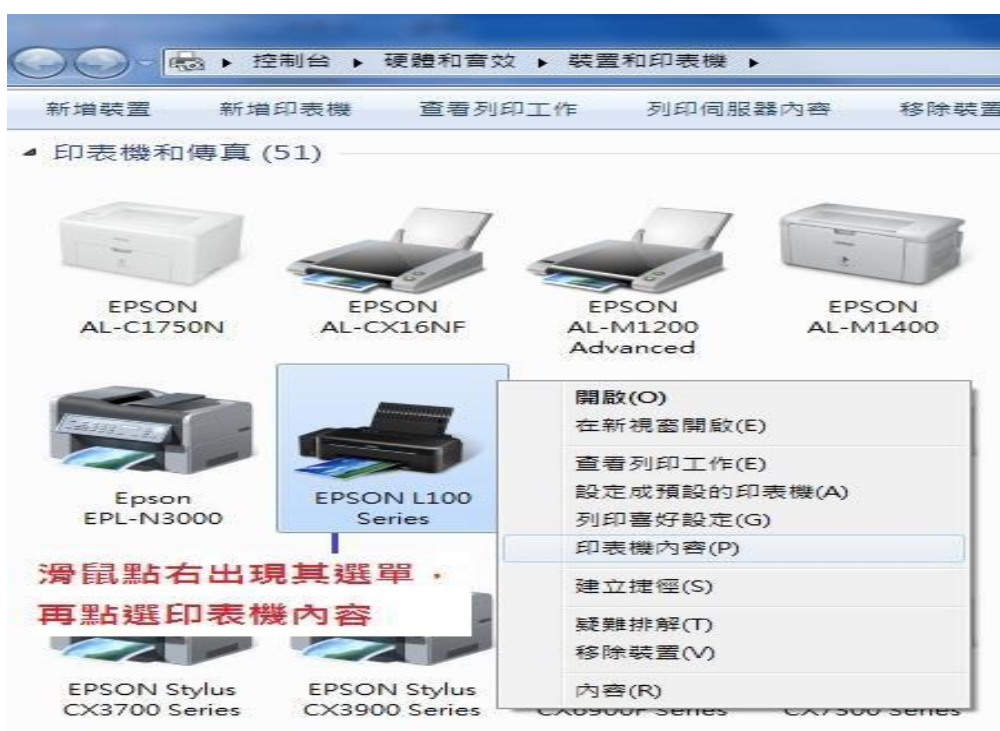 控制台 ▸ 硬體和音效 ▸ 裝置和印表機 ▸
新增裝置 新增印表機 查看列印工作 列印伺服器內容 移除裝置
印表機和傳真 (51)
EPSON AL-C1750N
EPSON AL-CX16NF
EPSON AL-M1200 Advanced
EPSON AL-M1400
Epson EPL-N3000
EPSON L100 Series
開啟(O)
在新視窗開啟(E)
查看列印工作(E)
設定成預設的印表機(A)
列印喜好設定(G)
印表機內容(P)
建立捷徑(S)
疑難排解(T)
移除裝置(V)
內容(R)
滑鼠點右出現其選單，
再點選印表機內容
EPSON Stylus CX3700 Series
EPSON Stylus CX3900 Series
CX6900F Series
CX7300 Series